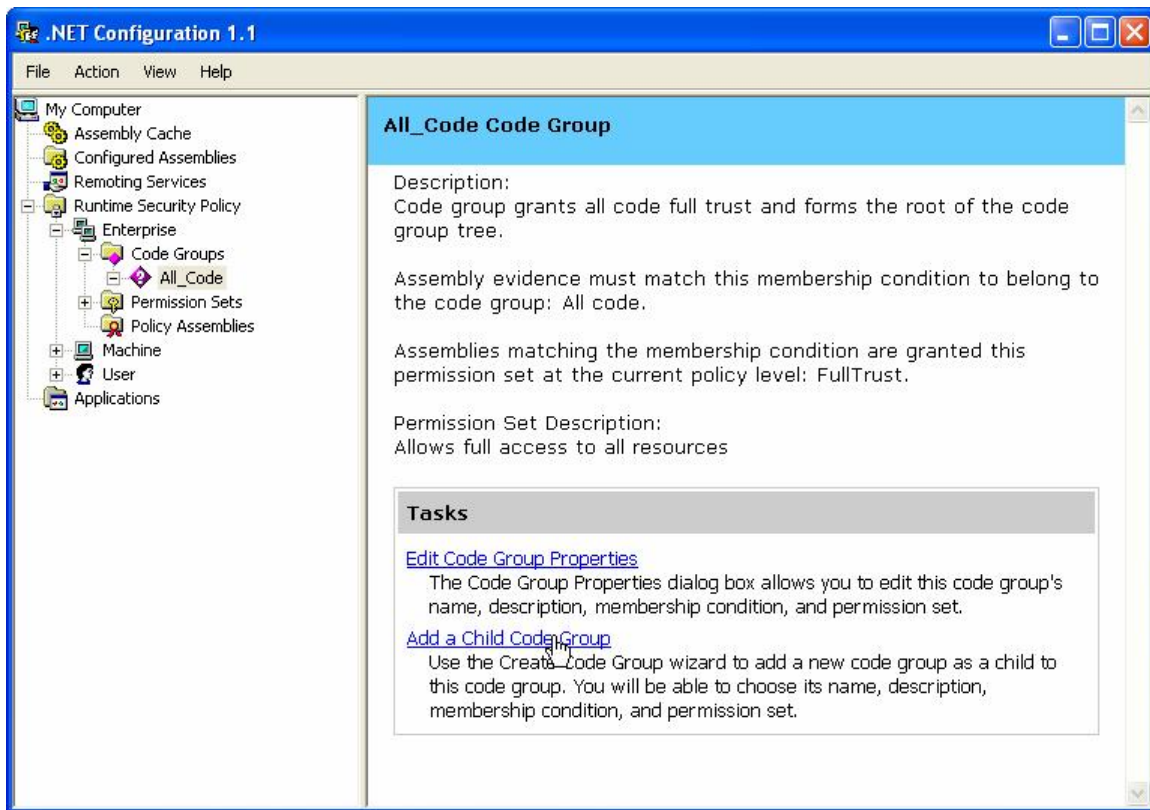 .NET Configuration 1.1
File Action View Help
My Computer
Assembly Cache
Configured Assemblies
Remoting Services
Runtime Security Policy
Enterprise
Code Groups
All_Code
Permission Sets
Policy Assemblies
Machine
User
Applications
All_Code Code Group
Description:
Code group grants all code full trust and forms the root of the code
group tree.
Assembly evidence must match this membership condition to belong to
the code group: All code.
Assemblies matching the membership condition are granted this
permission set at the current policy level: FullTrust.
Permission Set Description:
Allows full access to all resources
Tasks
Edit Code Group Properties
The Code Group Properties dialog box allows you to edit this code group's
name, description, membership condition, and permission set.
Add a Child Code Group
Use the Create Code Group wizard to add a new code group as a child to
this code group. You will be able to choose its name, description,
membership condition, and permission set.